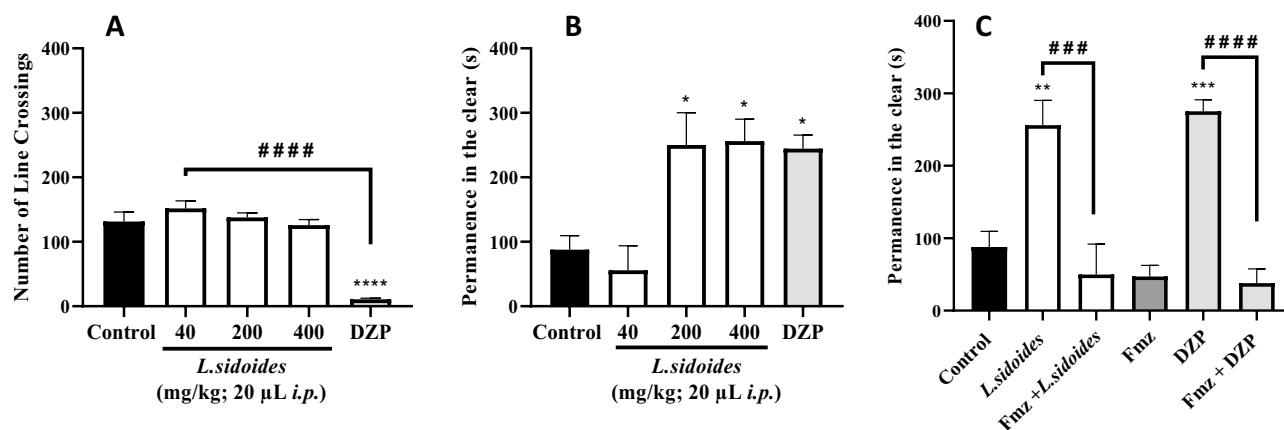 A
Number of Line Crossings
400
300
200
100
0
####
****
Control
40
200
400
DZP
L.sidoides
(mg/kg; 20 µL i.p.)
B
Permanence in the clear (s)
400
300
200
100
0
*
*
*
Control
40
200
400
DZP
L.sidoides
(mg/kg; 20 µL i.p.)
C
Permanence in the clear (s)
400
300
200
100
0
###
####
**
***
Control
L.sidoides
Fmz +L.sidoides
Fmz
DZP
Fmz + DZP